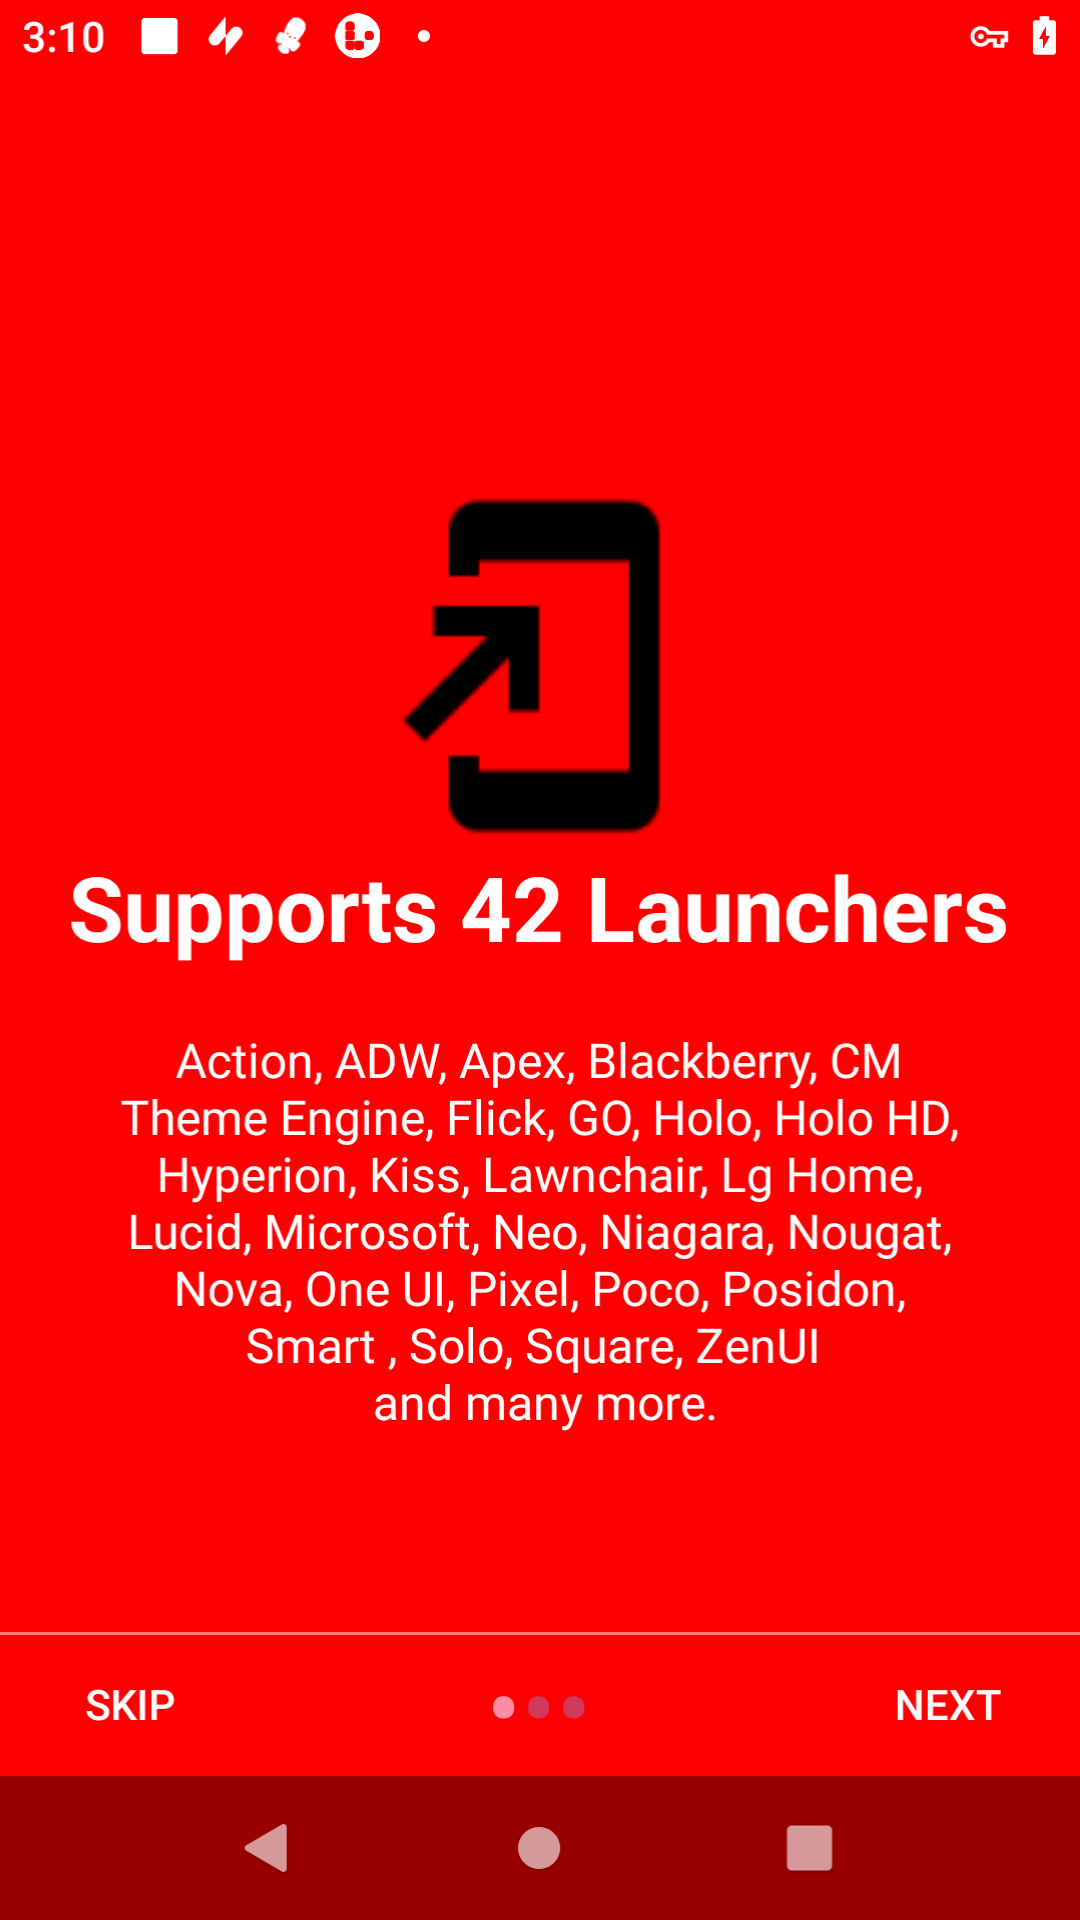 3:10
Supports 42 Launchers
Action, ADW, Apex, Blackberry, CM
Theme Engine, Flick, GO, Holo, Holo HD,
Hyperion, Kiss, Lawnchair, Lg Home,
Lucid, Microsoft, Neo, Niagara, Nougat,
Nova, One UI, Pixel, Poco, Posidon,
Smart , Solo, Square, ZenUI
and many more.
SKIP
NEXT